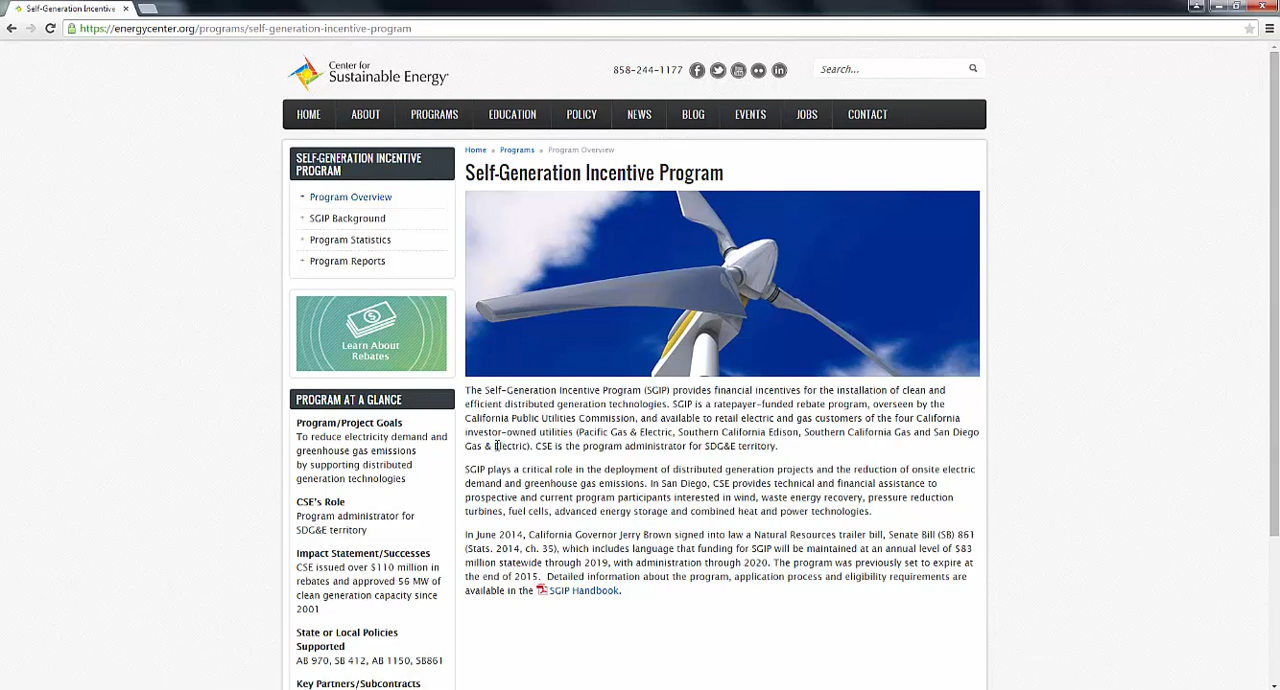 Self-Generation Incentive
https://energycenter.org/programs/self-generation-incentive-program
Center for
Sustainable Energy
858-244-1177
Search...
HOME ABOUT PROGRAMS EDUCATION POLICY NEWS BLOG EVENTS JOBS CONTACT
SELF-GENERATION INCENTIVE
PROGRAM
Program Overview
SGIP Background
Program Statistics
Program Reports
Learn About
Rebates
PROGRAM AT A GLANCE
Program/Project Goals
To reduce electricity demand and
greenhouse gas emissions
by supporting distributed
generation technologies
CSE's Role
Program administrator for
SDG&E territory
Impact Statement/Successes
CSE issued over $110 million in
rebates and approved 56 MW of
clean generation capacity since
2001
State or Local Policies
Supported
AB 970, SB 412, AB 1150, SB861
Key Partners/Subcontracts
Home » Programs » Program Overview
Self-Generation Incentive Program
The Self-Generation Incentive Program (SGIP) provides financial incentives for the installation of clean and
efficient distributed generation technologies. SGIP is a ratepayer-funded rebate program, overseen by the
California Public Utilities Commission, and available to retail electric and gas customers of the four California
investor-owned utilities (Pacific Gas & Electric, Southern California Edison, Southern California Gas and San Diego
Gas & Electric). CSE is the program administrator for SDG&E territory.
SGIP plays a critical role in the deployment of distributed generation projects and the reduction of onsite electric
demand and greenhouse gas emissions. In San Diego, CSE provides technical and financial assistance to
prospective and current program participants interested in wind, waste energy recovery, pressure reduction
turbines, fuel cells, advanced energy storage and combined heat and power technologies.
In June 2014, California Governor Jerry Brown signed into law a Natural Resources trailer bill, Senate Bill (SB) 861
(Stats. 2014, ch. 35), which includes language that funding for SGIP will be maintained at an annual level of $83
million statewide through 2019, with administration through 2020. The program was previously set to expire at
the end of 2015. Detailed information about the program, application process and eligibility requirements are
available in the SGIP Handbook.